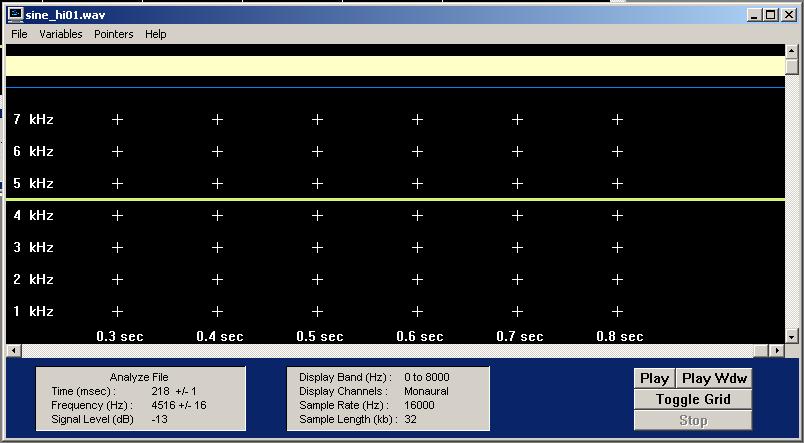 sine_hi01.wav
File Variables Pointers Help
7 kHz
6 kHz
5 kHz
4 kHz
3 kHz
2 kHz
1 kHz
0.3 sec 0.4 sec 0.5 sec 0.6 sec 0.7 sec 0.8 sec
Analyze File
Time (msec) : 218 +/- 1
Frequency (Hz) : 4516 +/- 16
Signal Level (dB) -13
Display Band (Hz) : 0 to 8000
Display Channels : Monaural
Sample Rate (Hz) : 16000
Sample Length (kb) : 32
Play Play Wdw
Toggle Grid
Stop